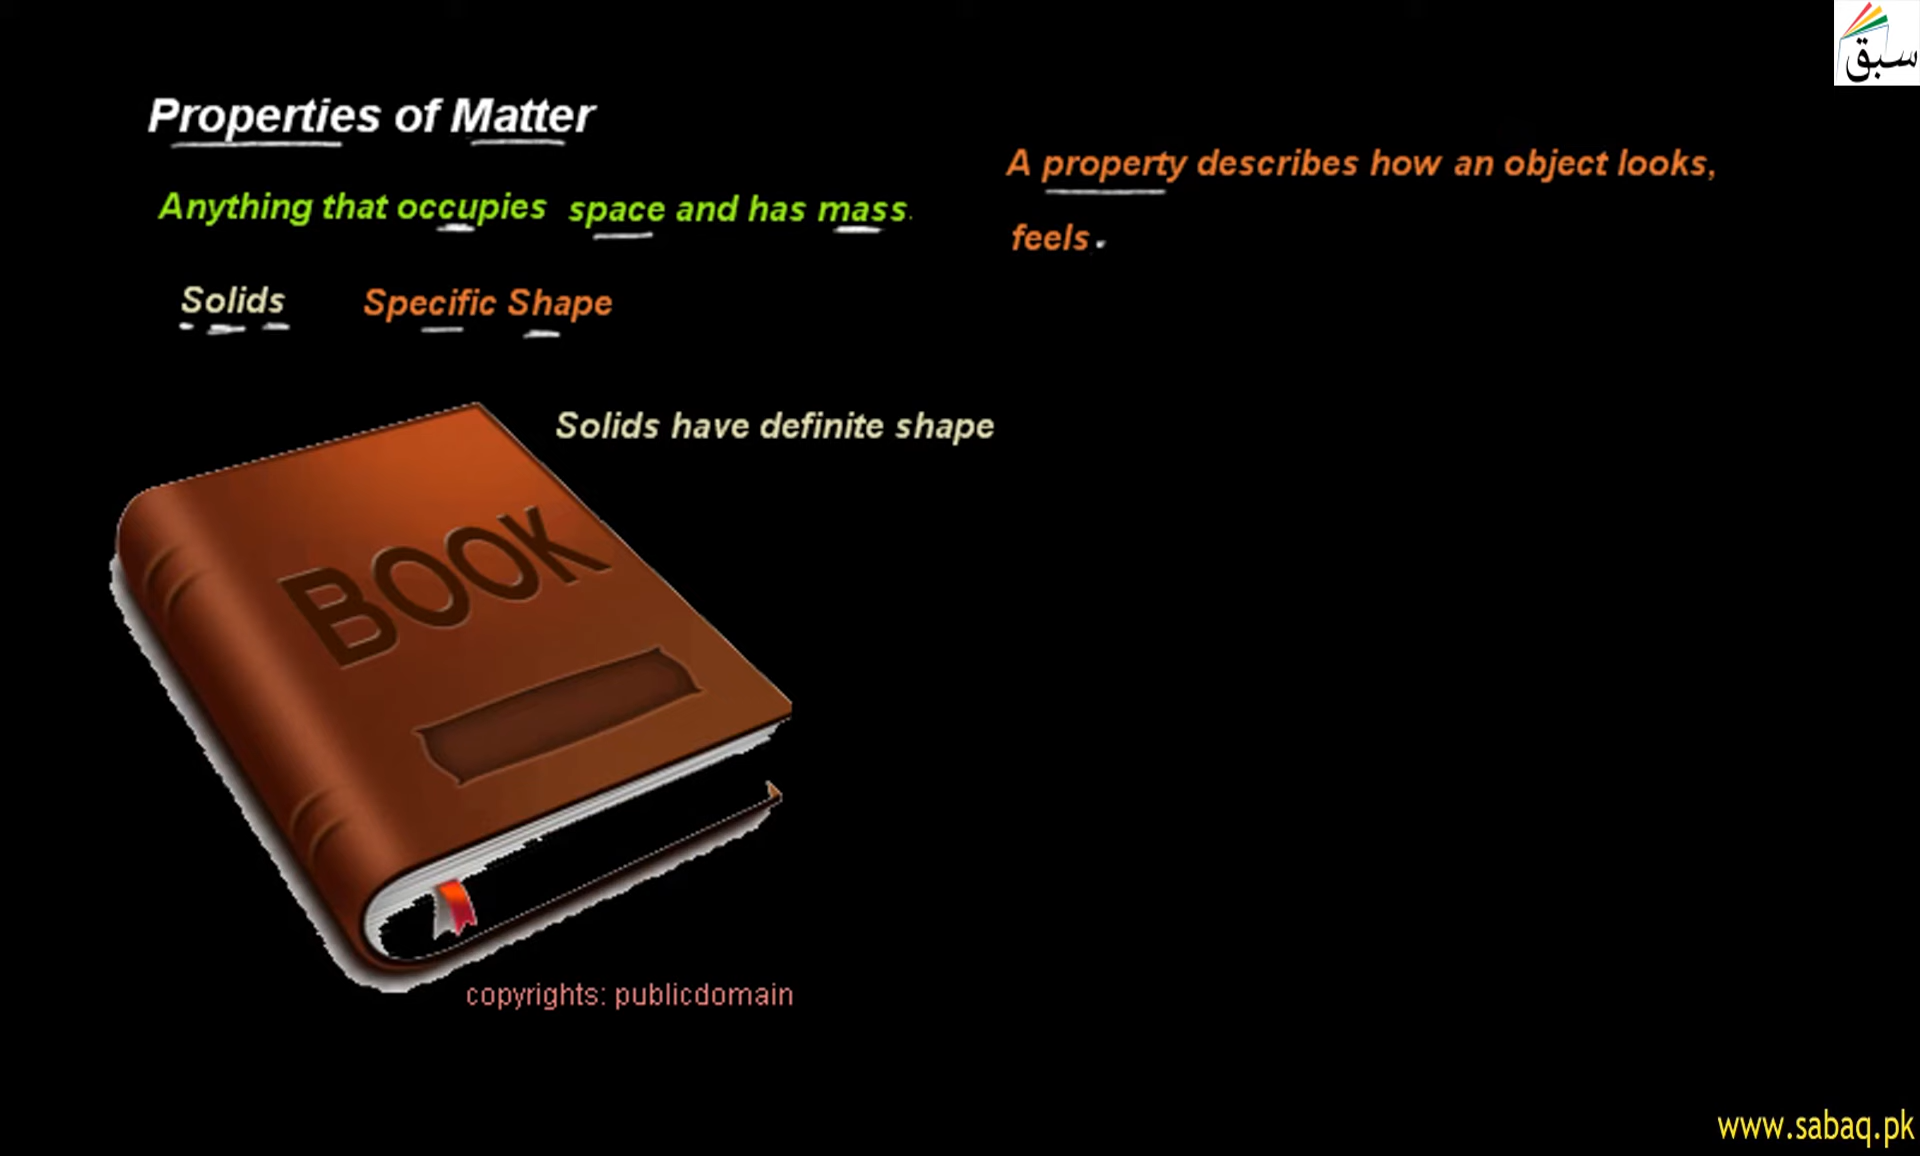 سبق
Properties of Matter
Anything that occupies space and has mass.
A property describes how an object looks,
feels.
Solids Specific Shape
Solids have definite shape
BOOK
copyrights: publicdomain
www.sabaq.pk